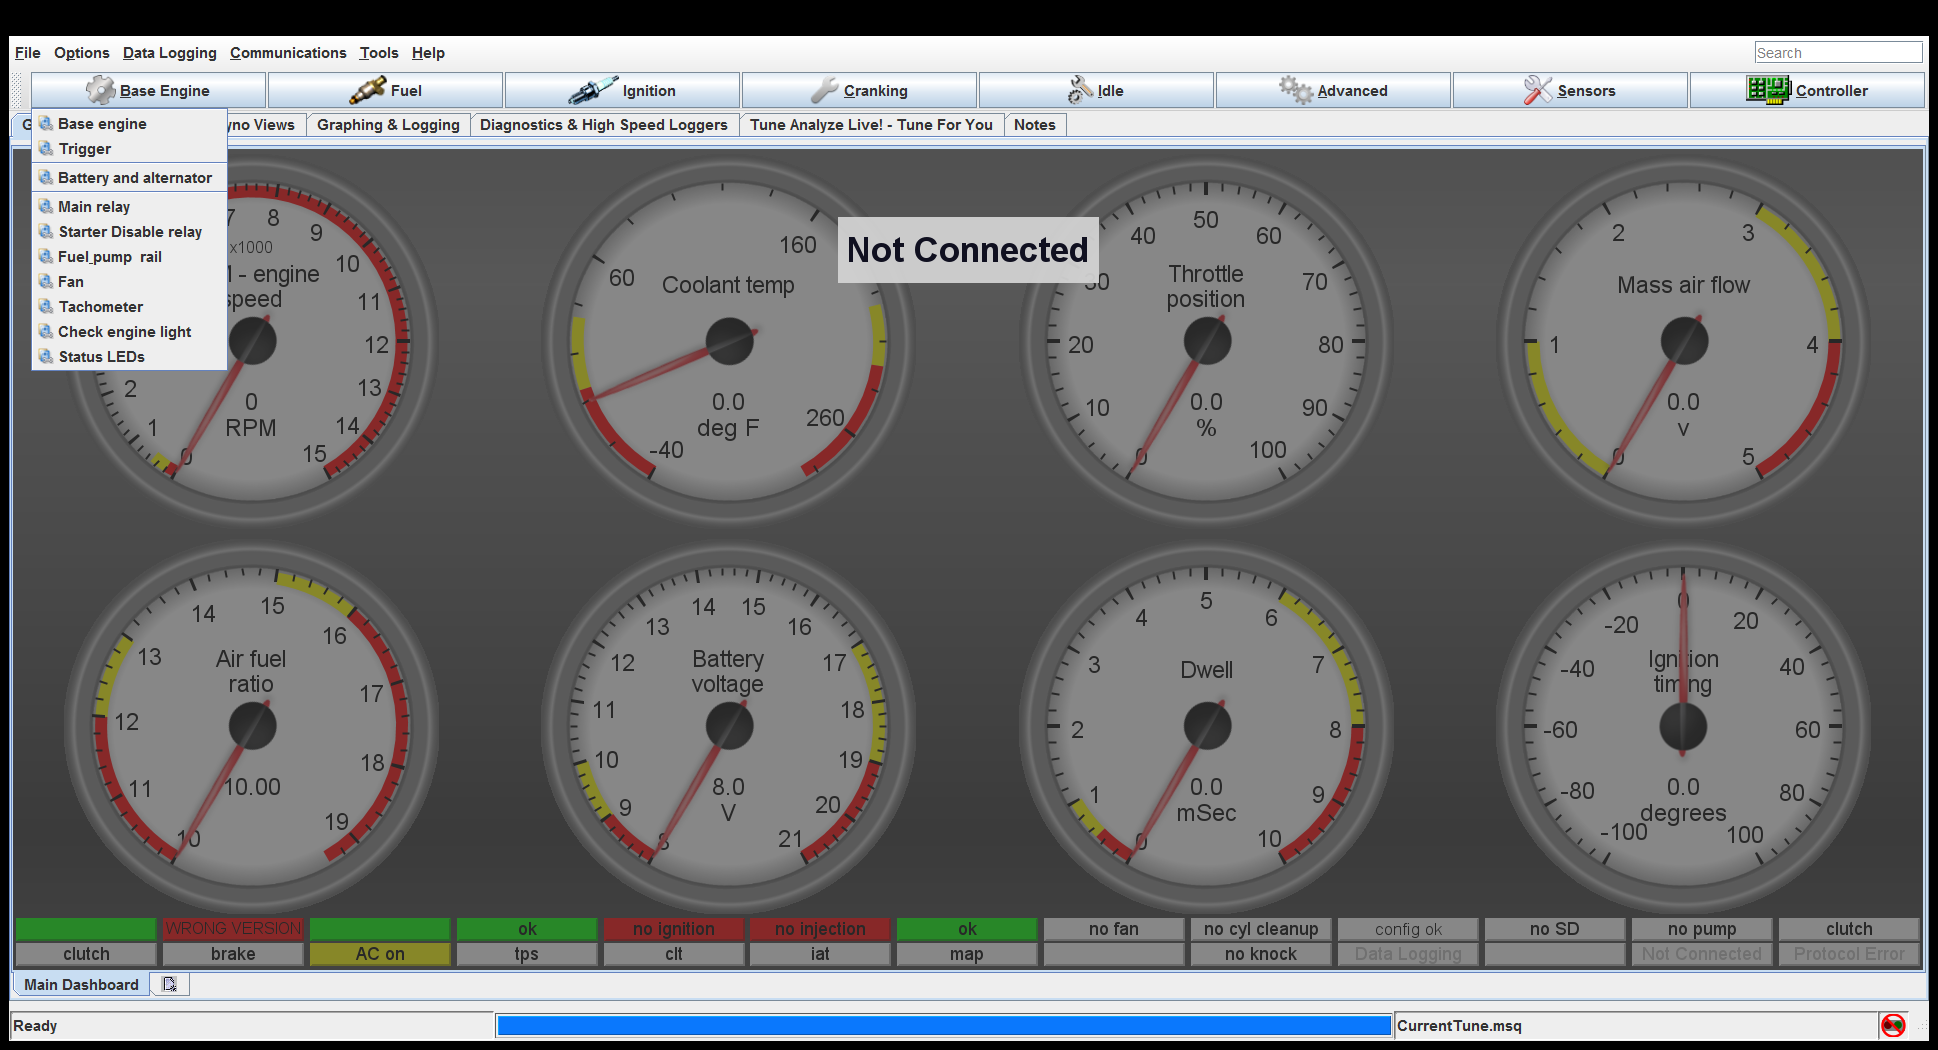 File Options Data Logging Communications Tools Help Search
Base Engine Fuel Ignition Cranking Idle Advanced Sensors Controller
yno Views Graphing & Logging Diagnostics & High Speed Loggers Tune Analyze Live! - Tune For You Notes
Base engine
Trigger
Battery and alternator
Main relay
Starter Disable relay
Fuel_pump rail
Fan
Tachometer
Check engine light
Status LEDs
Not Connected
x1000
M - engine
speed
0
RPM
0 1 2 7 8 9 10 11 12 13 14 15
Coolant temp
0.0
deg F
-40 60 160 260
Throttle
position
0.0
%
0 10 20 30 40 50 60 70 80 90 100
Mass air flow
0.0
v
0 1 2 3 4 5
Air fuel
ratio
10.00
10 11 12 13 14 15 16 17 18 19
Battery
voltage
8.0
V
8 9 10 11 12 13 14 15 16 17 18 19 20 21
Dwell
0.0
mSec
0 1 2 3 4 5 6 7 8 9 10
Ignition
timing
0.0
degrees
-100 -80 -60 -40 -20 0 20 40 60 80 100
WRONG VERSION ok no ignition no injection ok no fan no cyl cleanup config ok no SD no pump clutch
clutch brake AC on tps clt iat map no knock Data Logging Not Connected Protocol Error
Main Dashboard
Ready CurrentTune.msq